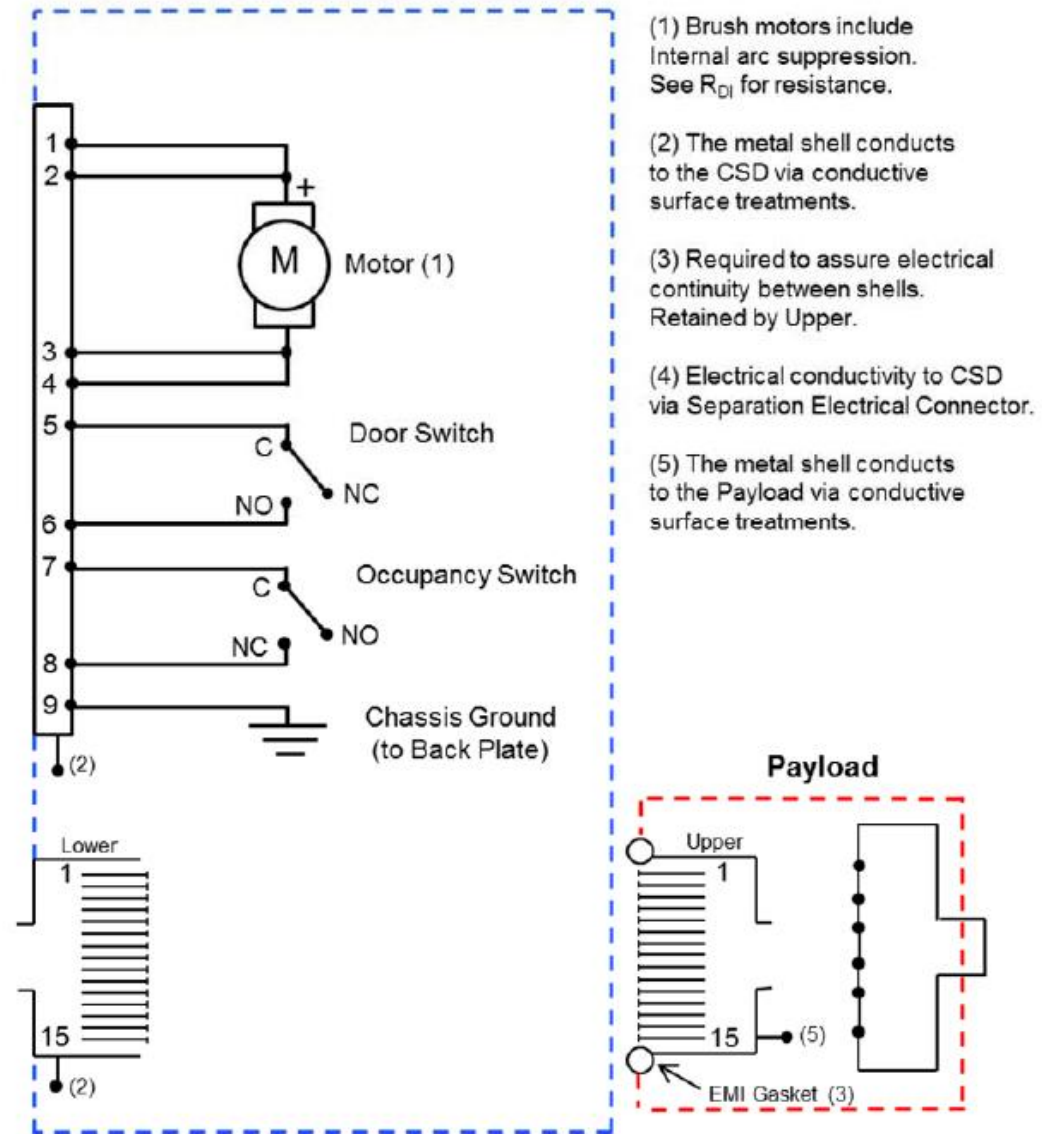 1
2
+
M
Motor (1)
3
4
5
Door Switch
C
NC
NO
6
7
Occupancy Switch
C
NO
NC
8
9
Chassis Ground
(to Back Plate)
(2)
Lower
1
15
(2)
(1) Brush motors include
Internal arc suppression.
See RDI for resistance.
(2) The metal shell conducts
to the CSD via conductive
surface treatments.
(3) Required to assure electrical
continuity between shells.
Retained by Upper.
(4) Electrical conductivity to CSD
via Separation Electrical Connector.
(5) The metal shell conducts
to the Payload via conductive
surface treatments.
Payload
Upper
1
15
(5)
EMI Gasket (3)